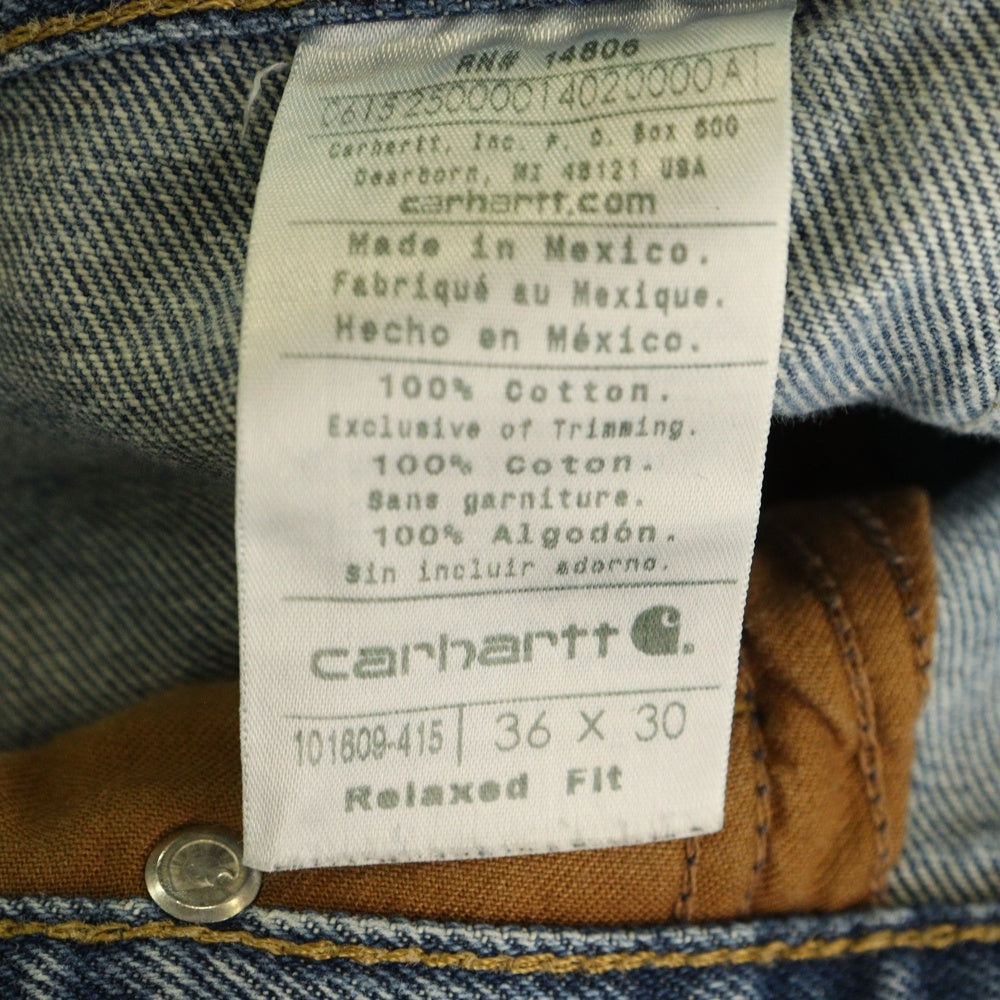 RN# 14806
061525000014020000A1
Carhartt, Inc. P. O. Box 600
Dearborn, MI 48121 USA
carhartt.com
Made in Mexico.
Fabriqué au Mexique.
Hecho en México.
100% Cotton.
Exclusive of Trimming.
100% Coton.
Sans garniture.
100% Algodón.
Sin incluir adorno.
carhartt
101609-415 36 X 30
Relaxed Fit